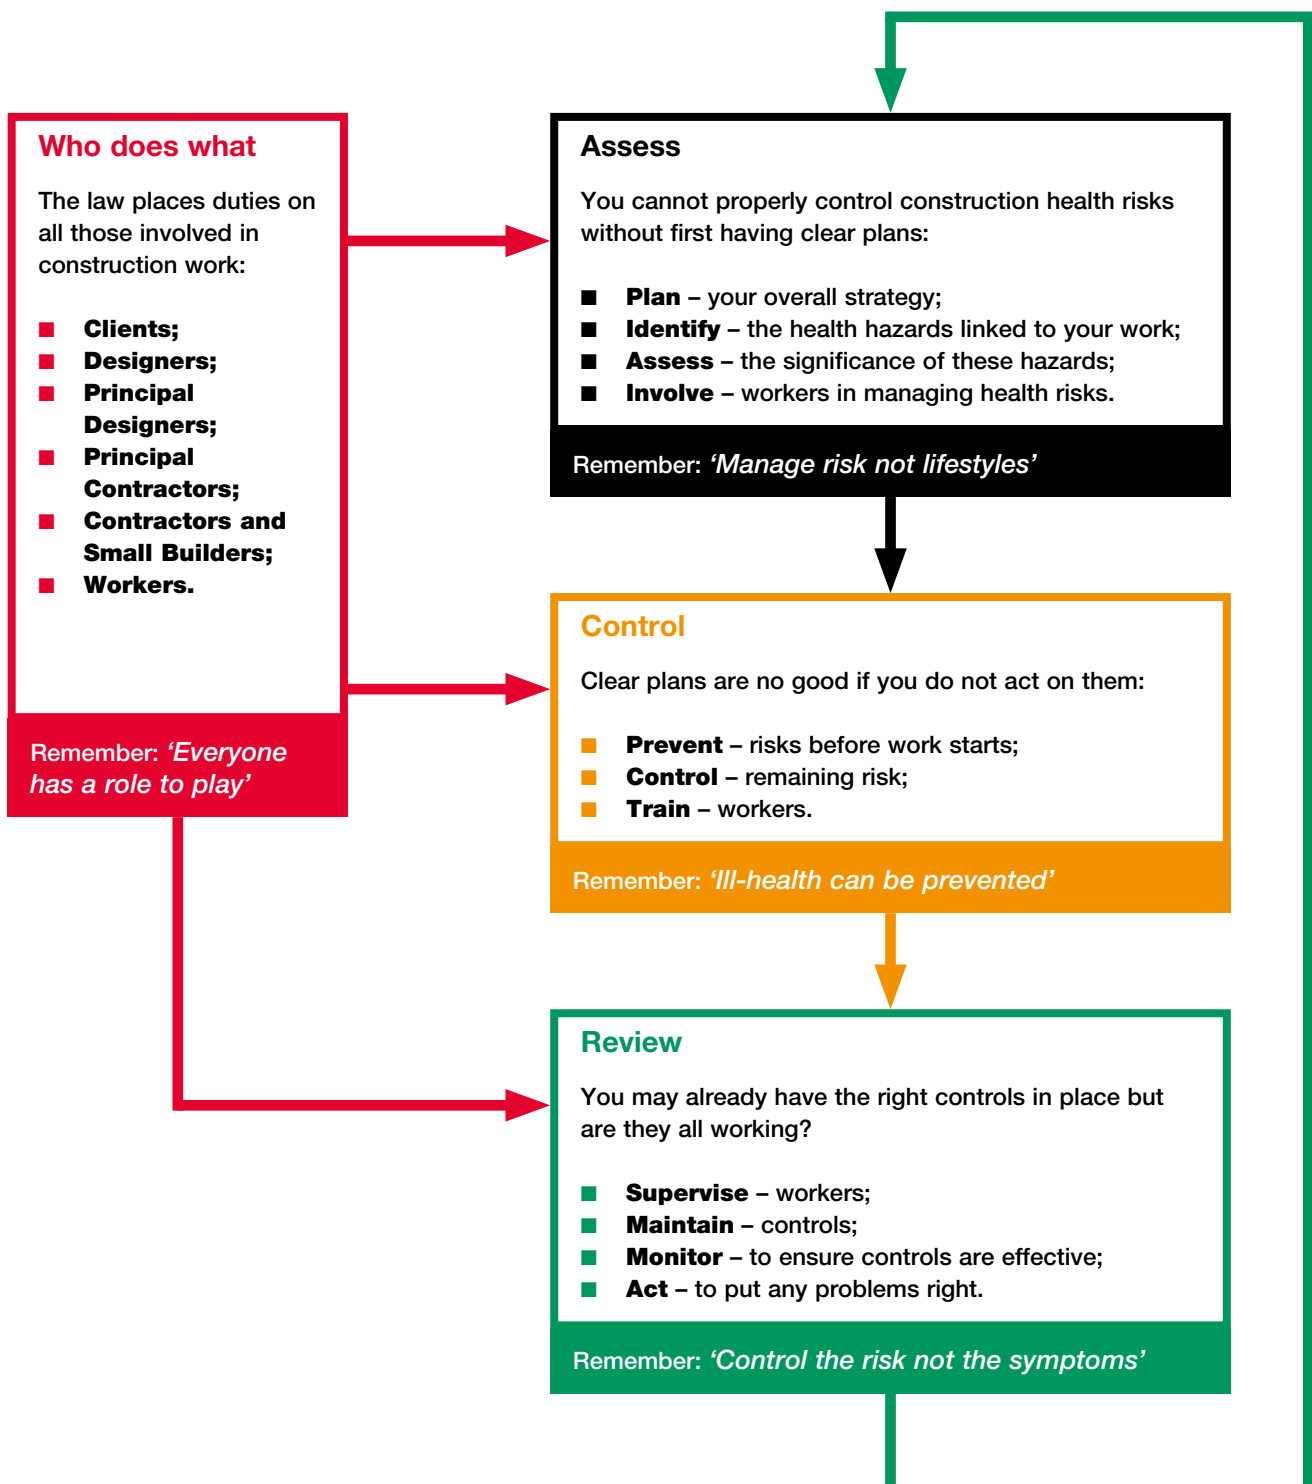 Who does what
The law places duties on
all those involved in
construction work:
■ Clients;
■ Designers;
■ Principal
Designers;
■ Principal
Contractors;
■ Contractors and
Small Builders;
■ Workers.
Remember: ‘Everyone
has a role to play’
Assess
You cannot properly control construction health risks
without first having clear plans:
■ Plan – your overall strategy;
■ Identify – the health hazards linked to your work;
■ Assess – the significance of these hazards;
■ Involve – workers in managing health risks.
Remember: ‘Manage risk not lifestyles’
Control
Clear plans are no good if you do not act on them:
■ Prevent – risks before work starts;
■ Control – remaining risk;
■ Train – workers.
Remember: ‘Ill-health can be prevented’
Review
You may already have the right controls in place but
are they all working?
■ Supervise – workers;
■ Maintain – controls;
■ Monitor – to ensure controls are effective;
■ Act – to put any problems right.
Remember: ‘Control the risk not the symptoms’